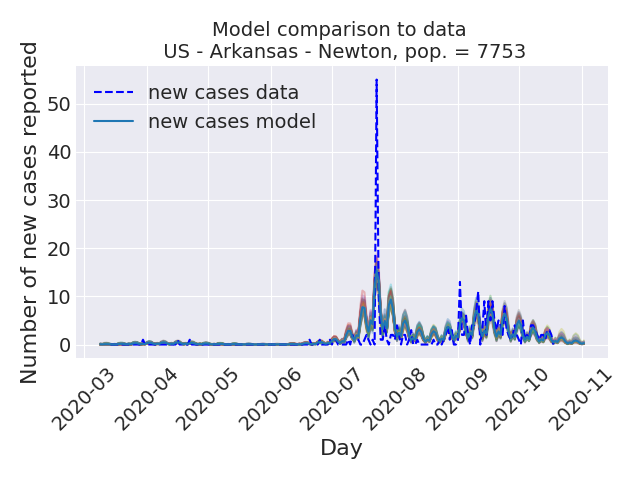 Model comparison to data
US - Arkansas - Newton, pop. = 7753
Number of new cases reported
new cases data
new cases model
50
40
30
20
10
0
2020-03
2020-04
2020-05
2020-06
2020-07
2020-08
2020-09
2020-10
2020-11
Day